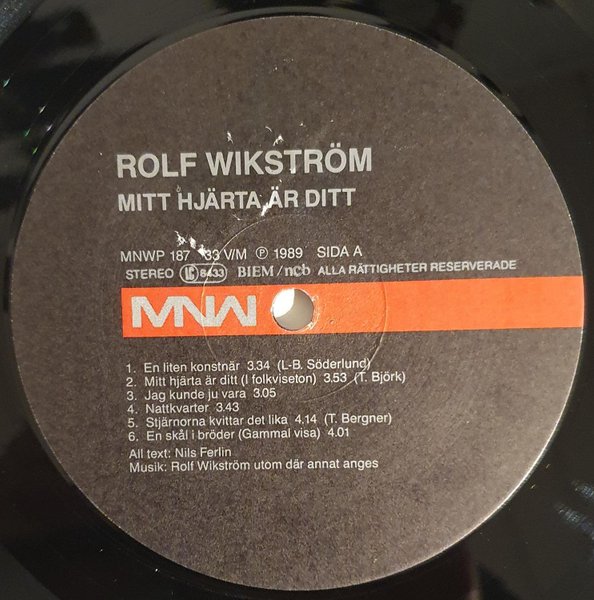 ROLF WIKSTRÖM
MITT HJÄRTA ÄR DITT
MNWP 187 33 V/M Ⓟ 1989 SIDA A
STEREO LC 6433 BIEM / ncb ALLA RÄTTIGHETER RESERVERADE
MNW
1. En liten konstnär 3.34 (L-B. Söderlund)
2. Mitt hjärta är ditt (I folkviseton) 3.53 (T. Björk)
3. Jag kunde ju vara 3.05
4. Nattkvarter 3.43
5. Stjärnorna kvittar det lika 4.14 (T. Bergner)
6. En skål i bröder (Gammal visa) 4.01
All text: Nils Ferlin
Musik: Rolf Wikström utom där annat anges